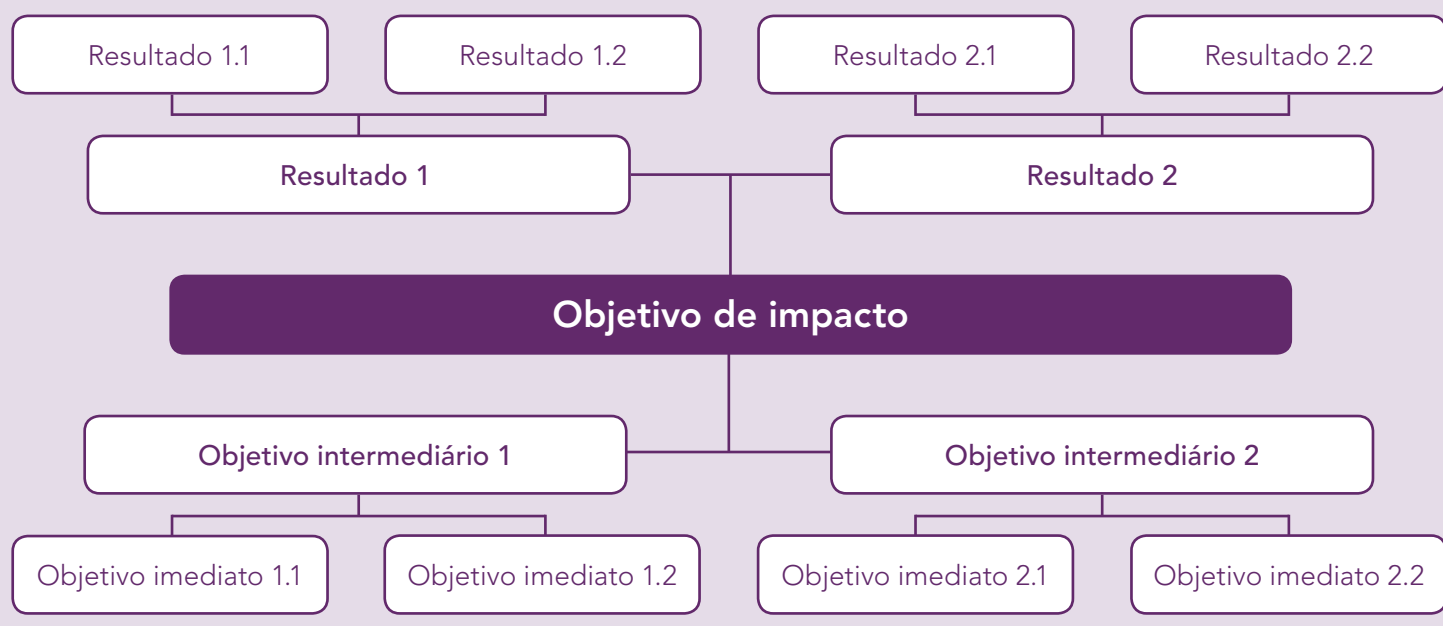 Resultado 1.1
Resultado 1.2
Resultado 2.1
Resultado 2.2
Resultado 1
Resultado 2
Objetivo de impacto
Objetivo intermediário 1
Objetivo intermediário 2
Objetivo imediato 1.1
Objetivo imediato 1.2
Objetivo imediato 2.1
Objetivo imediato 2.2